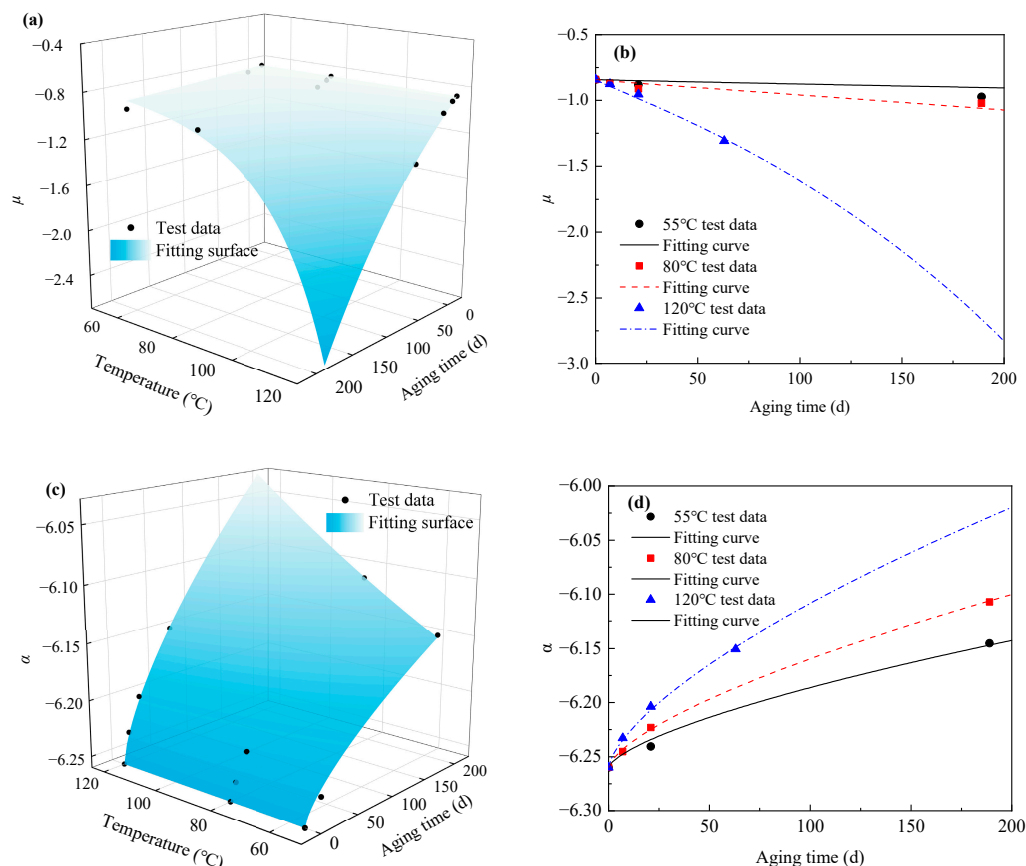 (a)
−0.4
−0.8
−1.2
−1.6
−2.0
−2.4
μ
Test data
Fitting surface
60
80
100
120
Temperature (℃)
200
150
100
50
0
Aging time (d)
(b)
−0.5
−1.0
−1.5
−2.0
−2.5
−3.0
μ
55℃ test data
Fitting curve
80℃ test data
Fitting curve
120℃ test data
Fitting curve
0
50
100
150
200
Aging time (d)
(c)
Test data
Fitting surface
−6.05
−6.10
−6.15
−6.20
−6.25
α
120
100
80
60
Temperature (℃)
0
50
100
150
200
Aging time (d)
(d)
−6.00
−6.05
−6.10
−6.15
−6.20
−6.25
−6.30
α
55℃ test data
Fitting curve
80℃ test data
Fitting curve
120℃ test data
Fitting curve
0
50
100
150
200
Aging time (d)